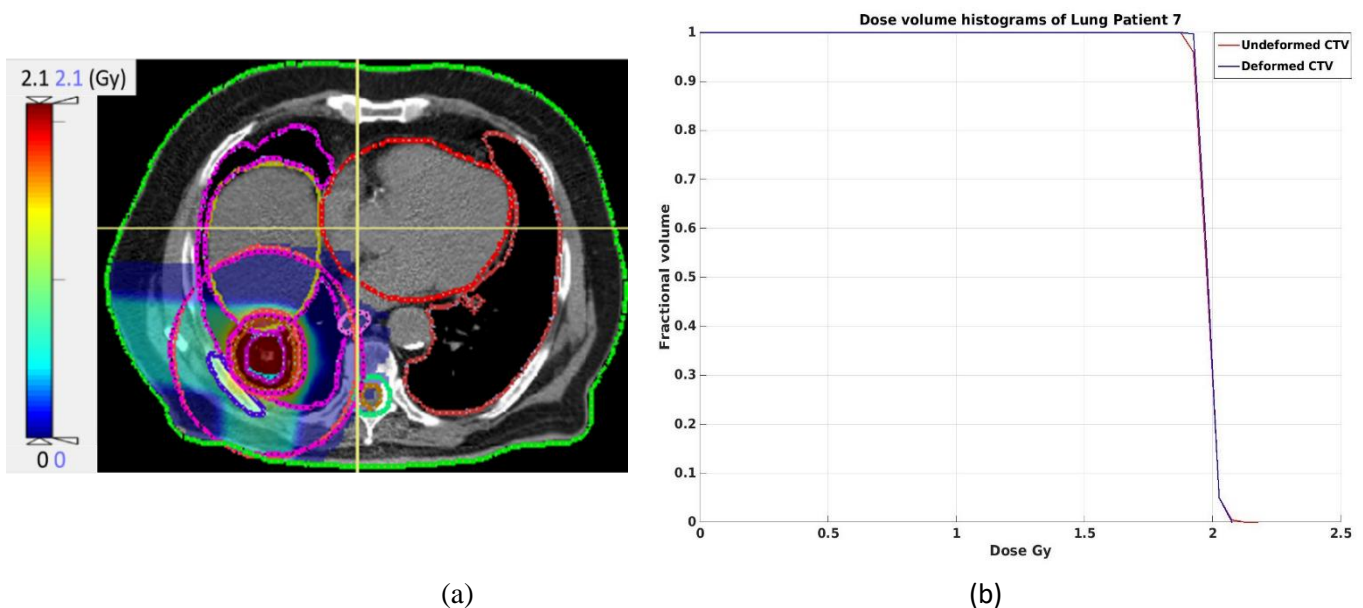 2.1 2.1 (Gy)
0 0
(a)
Dose volume histograms of Lung Patient 7
Undeformed CTV
Deformed CTV
Fractional volume
1
0.9
0.8
0.7
0.6
0.5
0.4
0.3
0.2
0.1
0
0 0.5 1 1.5 2 2.5
Dose Gy
(b)